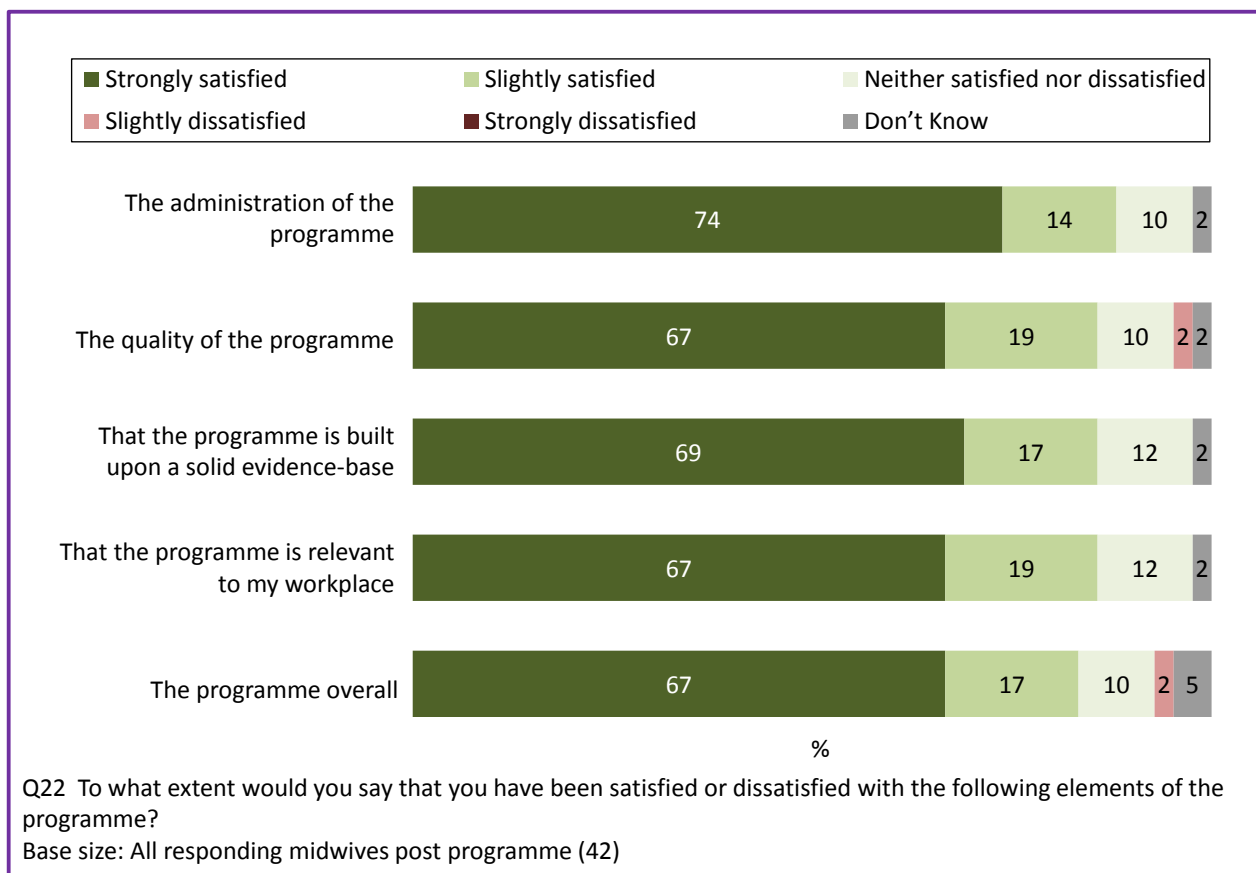 Strongly satisfied Slightly satisfied Neither satisfied nor dissatisfied
Slightly dissatisfied Strongly dissatisfied Don’t Know
The administration of the
programme
74 14 10 2
The quality of the programme
67 19 10 2 2
That the programme is built
upon a solid evidence-base
69 17 12 2
That the programme is relevant
to my workplace
67 19 12 2
The programme overall
67 17 10 2 5
%
Q22 To what extent would you say that you have been satisfied or dissatisfied with the following elements of the
programme?
Base size: All responding midwives post programme (42)